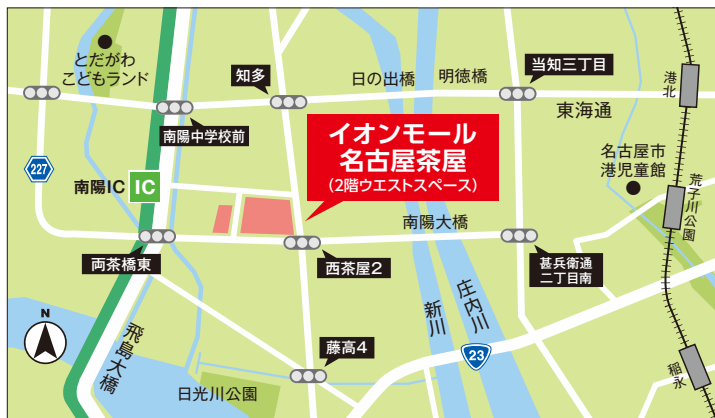 とだがわ
こどもランド
知多
日の出橋
明徳橋
当知三丁目
港北
東海通
南陽中学校前
イオンモール
名古屋茶屋
（2階ウエストスペース）
名古屋市
港児童館
荒子川公園
227
南陽IC
IC
南陽大橋
両茶橋東
西茶屋2
甚兵衛通
二丁目南
新川
庄内川
N
飛島大橋
藤高4
23
稲永
日光川公園